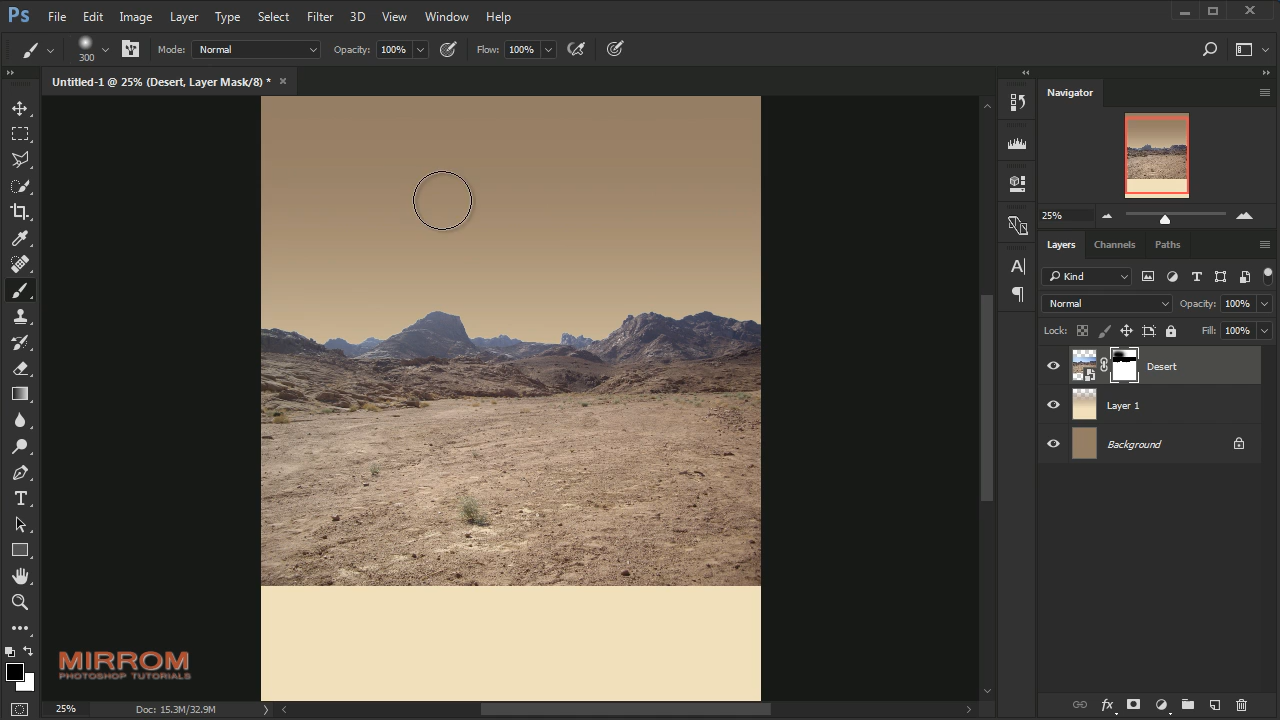 Ps File Edit Image Layer Type Select Filter 3D View Window Help
300 Mode: Normal Opacity: 100% Flow: 100%
Untitled-1 @ 25% (Desert, Layer Mask/8) * ×
Navigator
25%
Layers Channels Paths
Kind
Normal Opacity: 100%
Lock: Fill: 100%
Desert
Layer 1
Background
MIRROM
PHOTOSHOP TUTORIALS
25% Doc: 15.3M/32.9M
fx